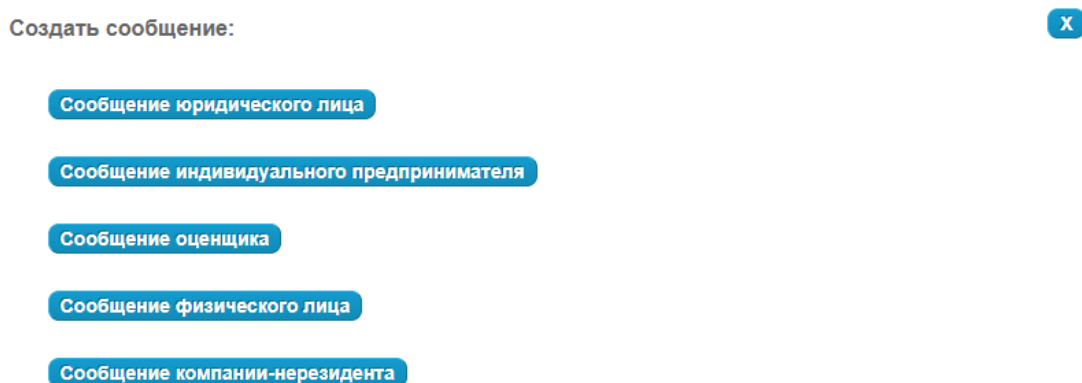 Создать сообщение:
X
Сообщение юридического лица
Сообщение индивидуального предпринимателя
Сообщение оценщика
Сообщение физического лица
Сообщение компании-нерезидента